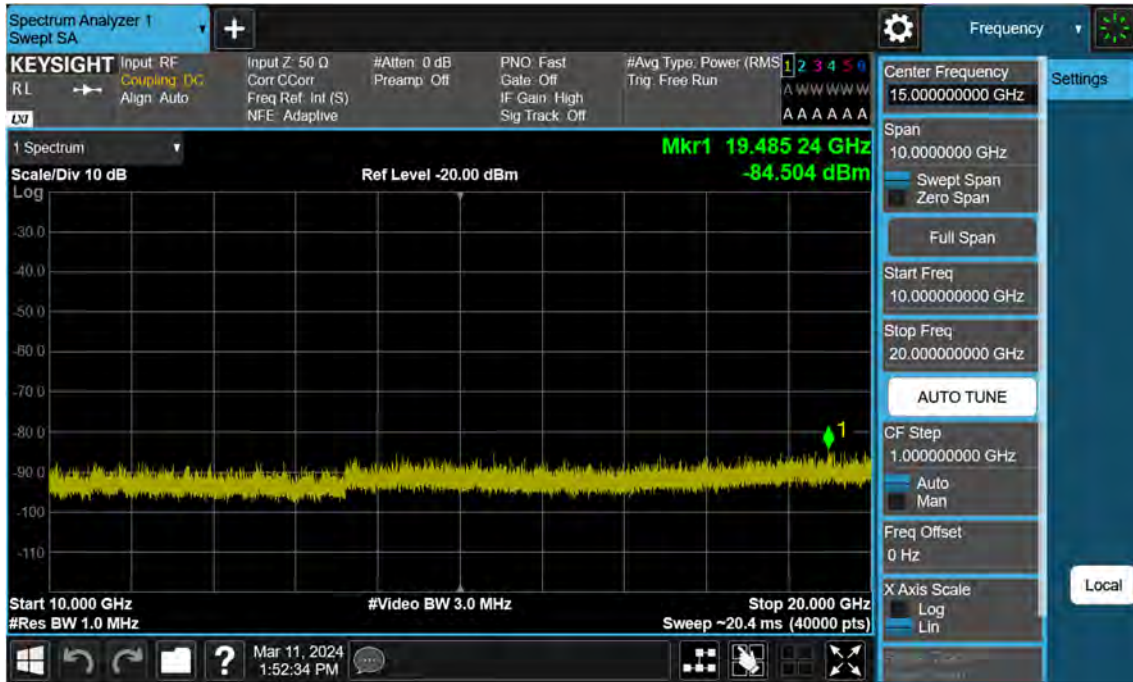 Spectrum Analyzer 1
Swept SA
+
Frequency
KEYSIGHT
RL
LXI
Input: RF
Coupling: DC
Align: Auto
Input Z: 50 Ω
Corr CCorr
Freq Ref: Int (S)
NFE: Adaptive
#Atten: 0 dB
Preamp: Off
PNO: Fast
Gate: Off
IF Gain: High
Sig Track: Off
#Avg Type: Power (RMS
Trig: Free Run
1 2 3 4 5 6
A W W W W W
A A A A A A
1 Spectrum
Scale/Div 10 dB
Ref Level -20.00 dBm
Mkr1 19.485 24 GHz
-84.504 dBm
Log
-30.0
-40.0
-50.0
-60.0
-70.0
-80.0
-90.0
-100
-110
1
Start 10.000 GHz
#Res BW 1.0 MHz
#Video BW 3.0 MHz
Stop 20.000 GHz
Sweep ~20.4 ms (40000 pts)
Center Frequency
15.000000000 GHz
Settings
Span
10.0000000 GHz
Swept Span
Zero Span
Full Span
Start Freq
10.000000000 GHz
Stop Freq
20.000000000 GHz
AUTO TUNE
CF Step
1.000000000 GHz
Auto
Man
Freq Offset
0 Hz
X Axis Scale
Log
Lin
Local
?
Mar 11, 2024
1:52:34 PM